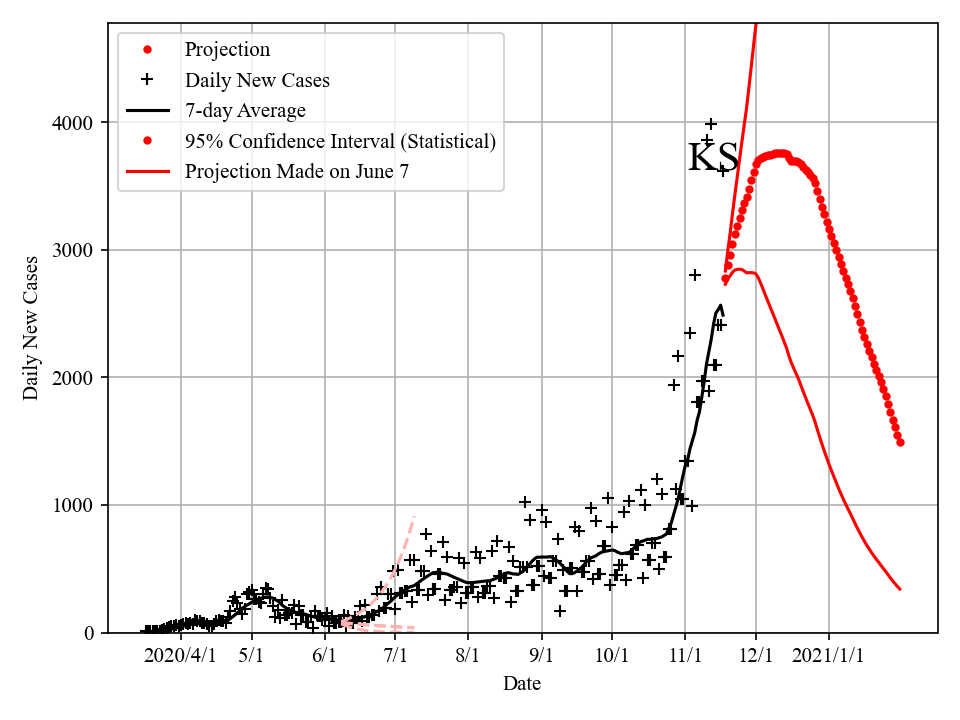 Projection
Daily New Cases
7-day Average
95% Confidence Interval (Statistical)
Projection Made on June 7
KS
4000
3000
2000
1000
0
Daily New Cases
2020/4/1 5/1 6/1 7/1 8/1 9/1 10/1 11/1 12/1 2021/1/1
Date